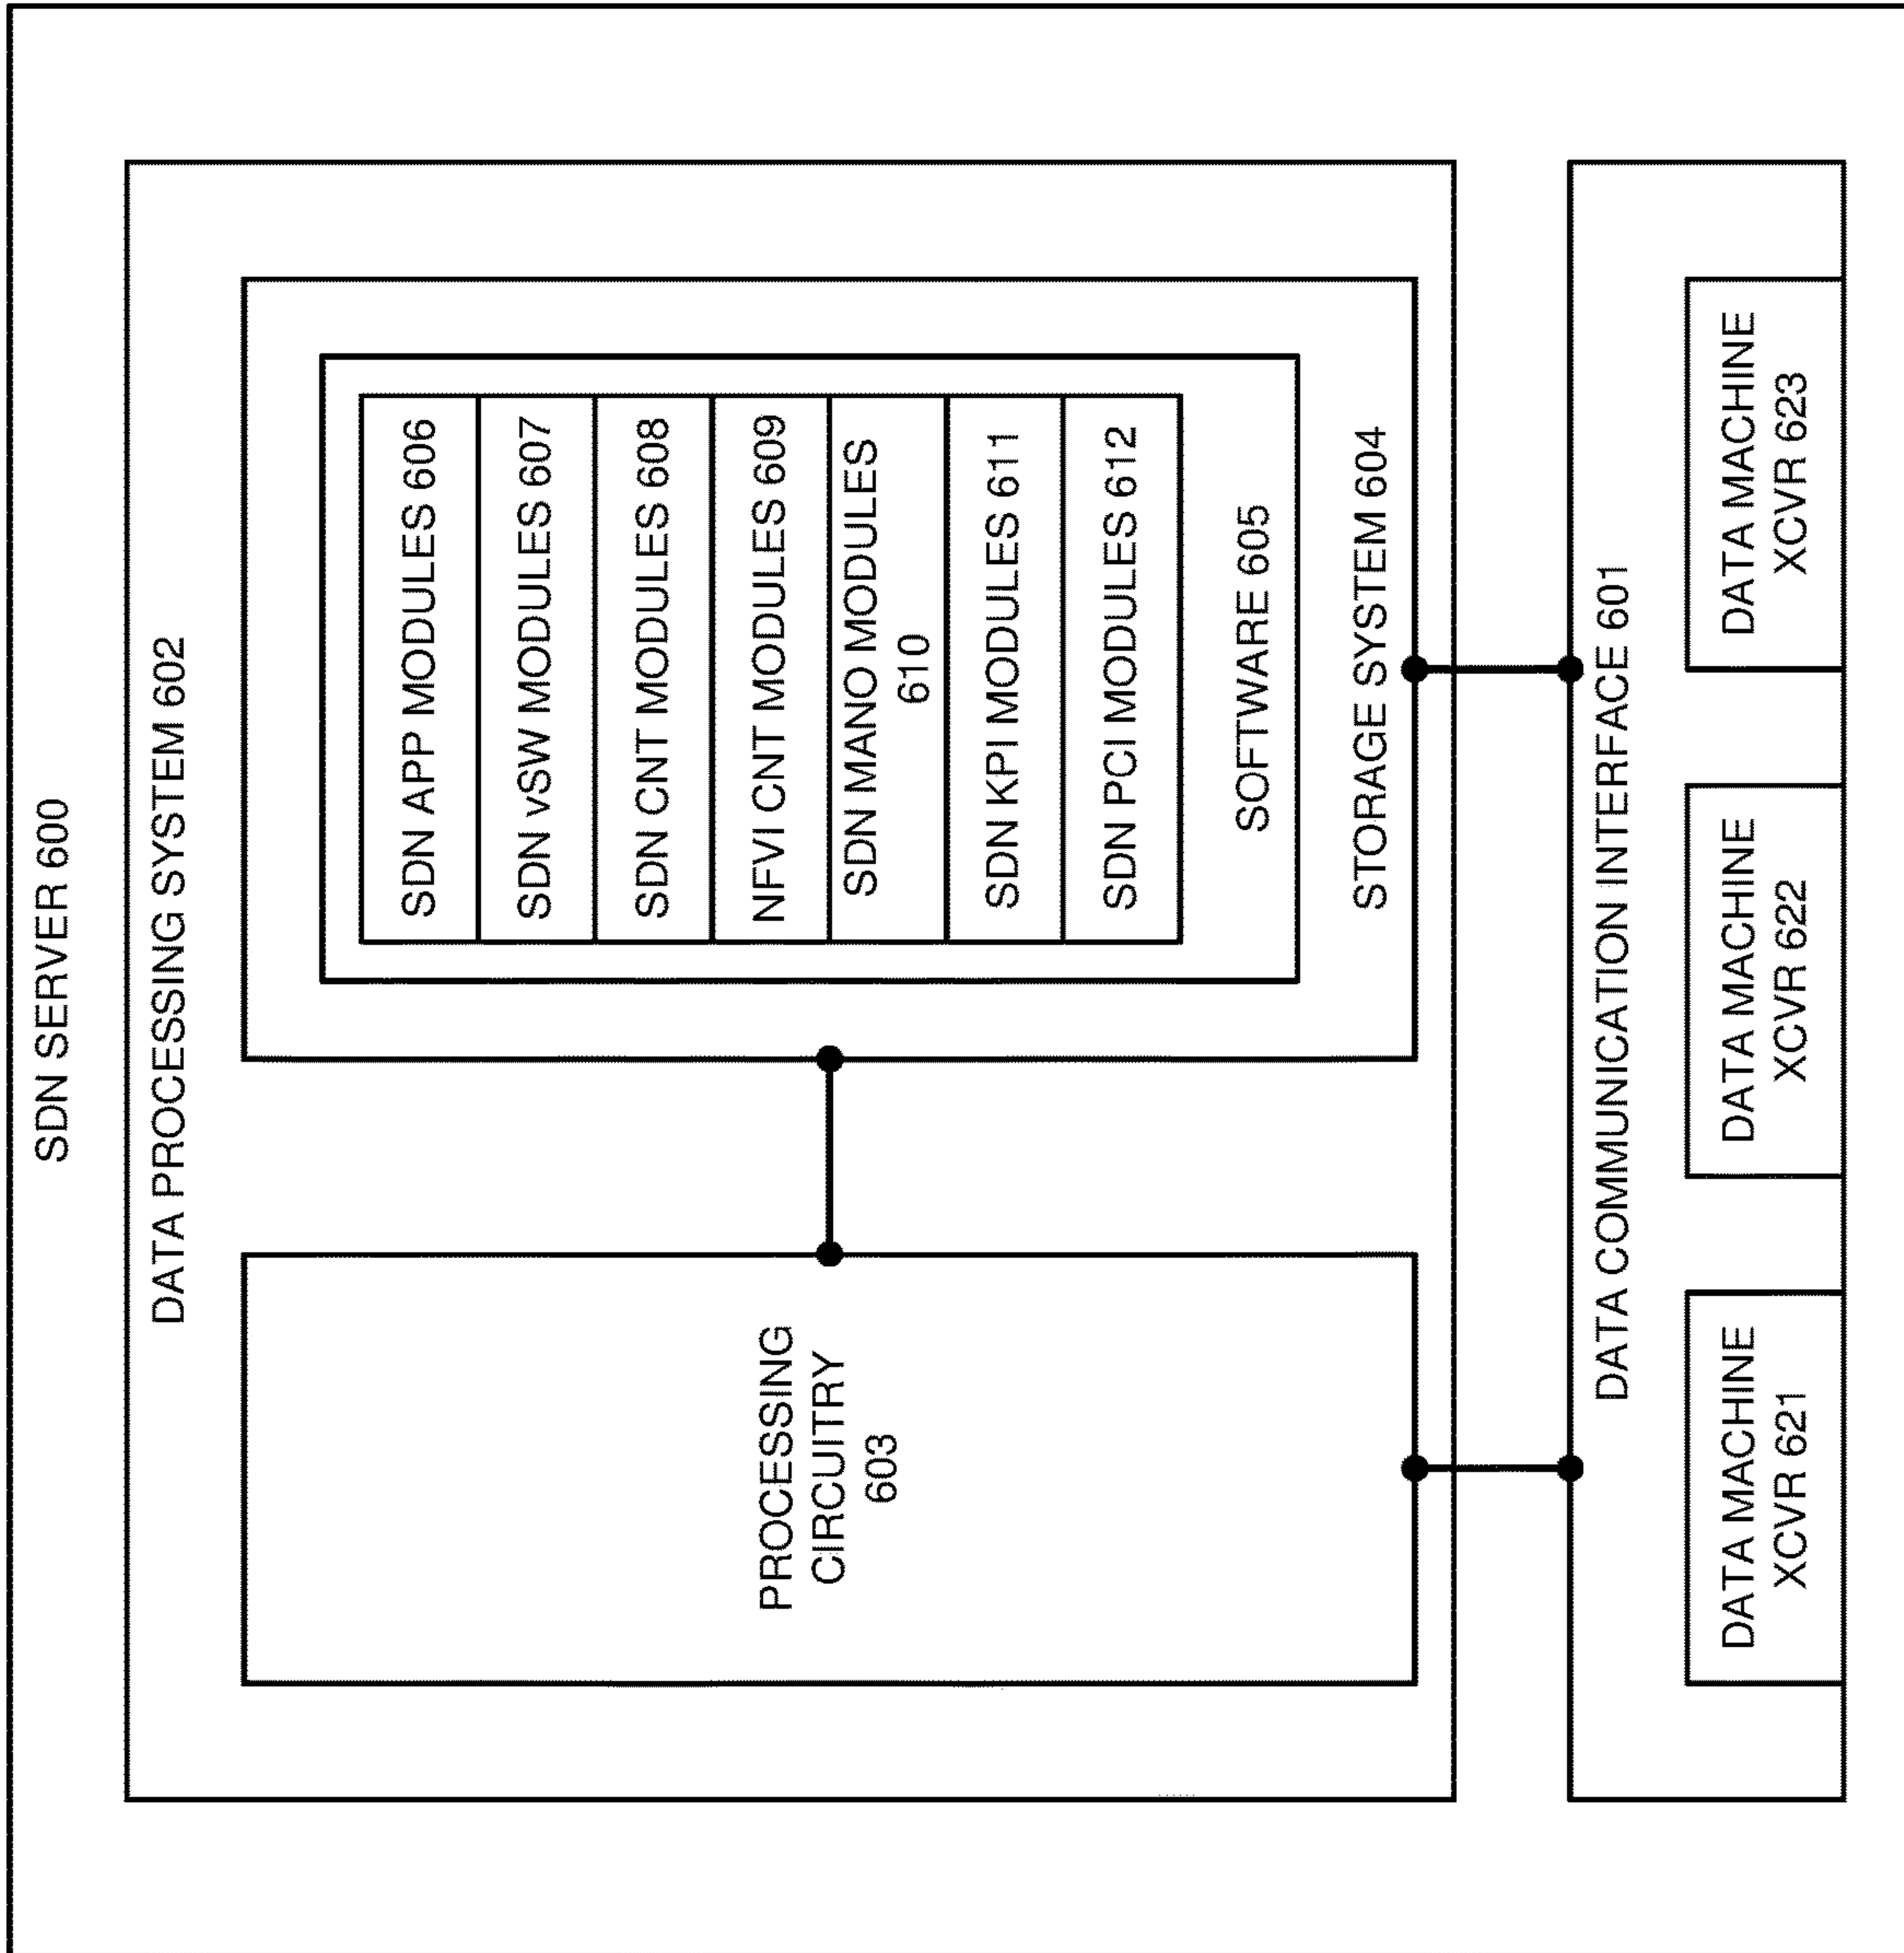 SDN SERVER 600
DATA PROCESSING SYSTEM 602
PROCESSING
CIRCUITRY
603
SDN APP MODULES 606
SDN vSW MODULES 607
SDN CNT MODULES 608
NFVI CNT MODULES 609
SDN MANO MODULES
610
SDN KPI MODULES 611
SDN PCI MODULES 612
SOFTWARE 605
STORAGE SYSTEM 604
DATA COMMUNICATION INTERFACE 601
DATA MACHINE
XCVR 621
DATA MACHINE
XCVR 622
DATA MACHINE
XCVR 623